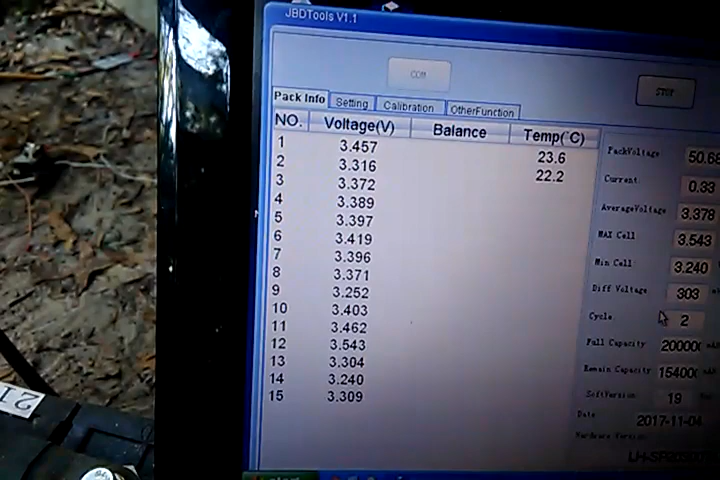 JBDTools V1.1
COM
STOP
Pack Info Setting Calibration OtherFunction
NO. Voltage(V) Balance Temp(°C)
1 3.457 23.6
2 3.316 22.2
3 3.372
4 3.389
5 3.397
6 3.419
7 3.396
8 3.371
9 3.252
10 3.403
11 3.462
12 3.543
13 3.304
14 3.240
15 3.309
PackVoltage 50.68
Current 0.33
AverageVoltage 3.378
MAX Cell 3.543
Min Cell 3.240
Diff Voltage 303
Cycle 2
Full Capacity 20000
Remain Capacity 15400
SoftVersion 19
Date 2017-11-04
Hardware Version
21